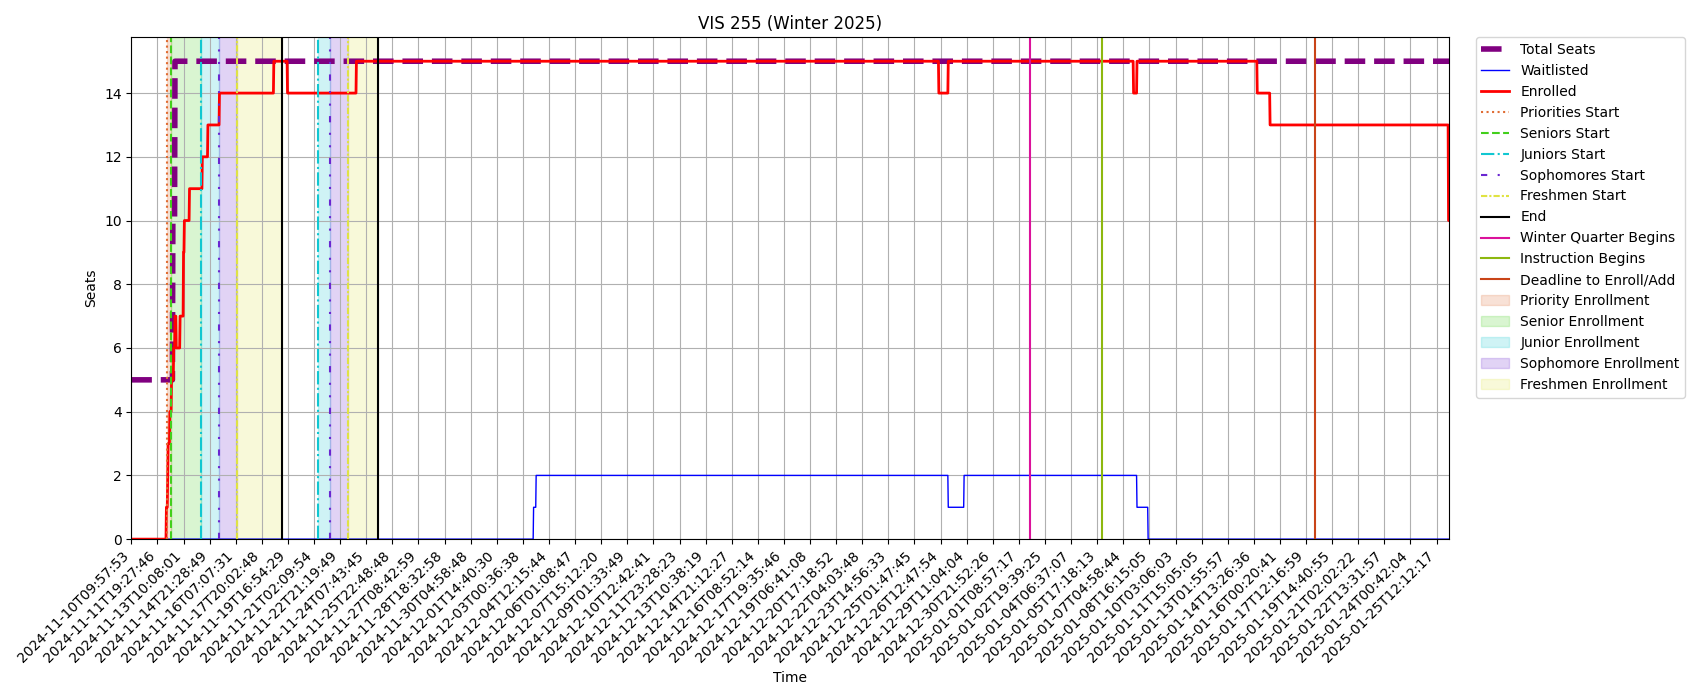 VIS 255 (Winter 2025)
Seats
14
12
10
8
6
4
2
0
2024-11-10T09:57:53
2024-11-11T19:27:46
2024-11-13T10:08:01
2024-11-14T21:28:49
2024-11-16T07:07:31
2024-11-17T20:02:48
2024-11-19T16:54:29
2024-11-21T02:09:54
2024-11-22T21:19:49
2024-11-24T07:43:45
2024-11-25T22:48:48
2024-11-27T08:42:59
2024-11-28T18:32:58
2024-11-30T04:58:48
2024-12-01T14:40:30
2024-12-03T00:36:38
2024-12-04T12:15:44
2024-12-06T01:08:47
2024-12-07T15:12:20
2024-12-09T01:33:49
2024-12-10T12:42:41
2024-12-11T23:28:23
2024-12-13T10:38:19
2024-12-14T21:12:27
2024-12-16T08:52:14
2024-12-17T19:35:46
2024-12-19T06:41:08
2024-12-20T17:18:52
2024-12-22T04:03:48
2024-12-23T14:56:33
2024-12-25T01:47:45
2024-12-26T12:47:54
2024-12-29T11:04:04
2024-12-30T21:52:26
2025-01-01T08:57:17
2025-01-02T19:39:25
2025-01-04T06:37:07
2025-01-05T17:18:13
2025-01-07T04:58:44
2025-01-08T16:15:05
2025-01-10T03:06:03
2025-01-11T15:05:05
2025-01-13T01:55:57
2025-01-14T13:26:36
2025-01-16T00:20:41
2025-01-17T12:16:59
2025-01-19T14:40:55
2025-01-21T02:02:22
2025-01-22T13:31:57
2025-01-24T00:42:04
2025-01-25T12:12:17
Time
Total Seats
Waitlisted
Enrolled
Priorities Start
Seniors Start
Juniors Start
Sophomores Start
Freshmen Start
End
Winter Quarter Begins
Instruction Begins
Deadline to Enroll/Add
Priority Enrollment
Senior Enrollment
Junior Enrollment
Sophomore Enrollment
Freshmen Enrollment